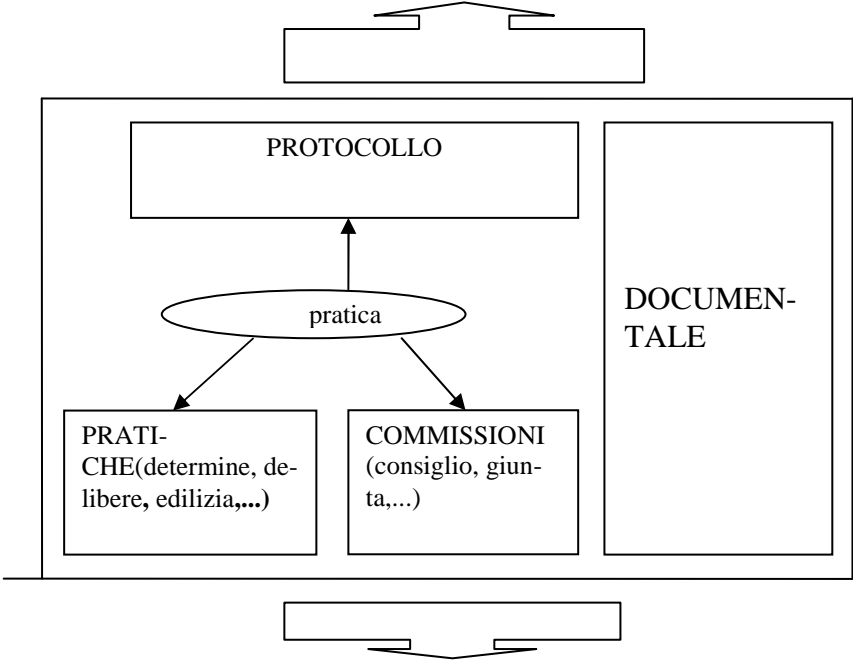 PROTOCOLLO
pratica
DOCUMEN-
TALE
PRATI-
CHE(determine, de-
libere, edilizia,...)
COMMISSIONI
(consiglio, giun-
ta,...)